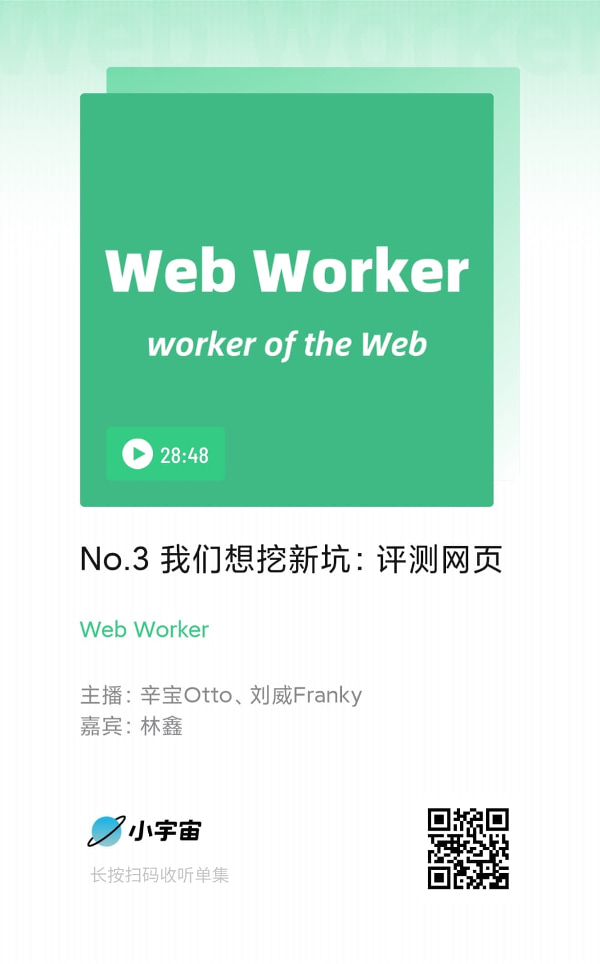 Web Worker
Web Worker
worker of the Web
28:48
No.3 我们想挖新坑：评测网页
Web Worker
主播：辛宝Otto、刘威Franky
嘉宾：林鑫
小宇宙
长按扫码收听单集